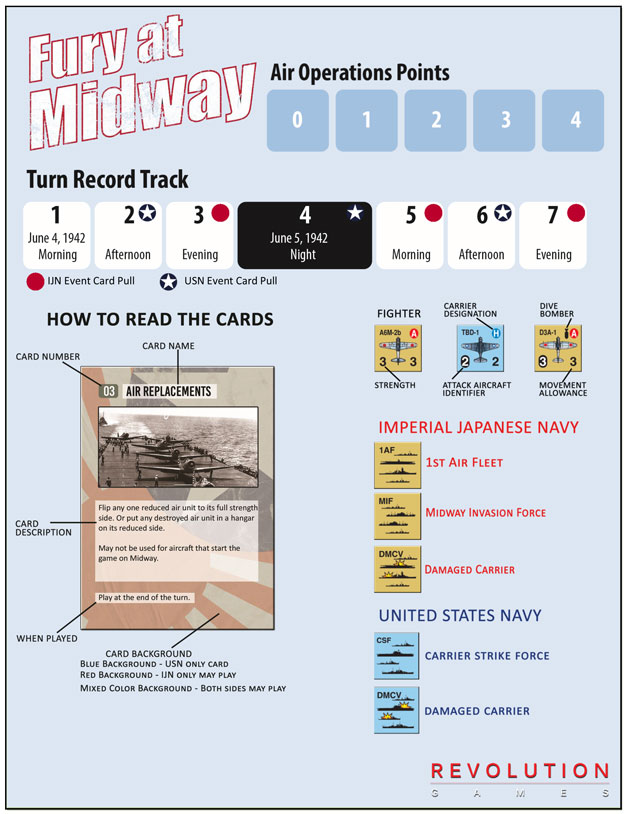 Fury at
Midway
Air Operations Points
0 1 2 3 4
Turn Record Track
1 2 3 4 5 6 7
June 4, 1942 June 5, 1942
Morning Afternoon Evening Night Morning Afternoon Evening
IJN Event Card Pull USN Event Card Pull
HOW TO READ THE CARDS
CARD NUMBER
CARD NAME
03 AIR REPLACEMENTS
Flip any one reduced air unit to its full strength
side. Or put any destroyed air unit in a hangar
on its reduced side.
May not be used for aircraft that start the
game on Midway.
CARD
DESCRIPTION
Play at the end of the turn.
WHEN PLAYED
CARD BACKGROUND
BLUE BACKGROUND - USN ONLY CARD
RED BACKGROUND - IJN ONLY MAY PLAY
MIXED COLOR BACKGROUND - BOTH SIDES MAY PLAY
FIGHTER
CARRIER
DESIGNATION
DIVE
BOMBER
A6M-2b A
3 3
TBD-1 H
2 2
D3A-1 A
3 3
STRENGTH
ATTACK AIRCRAFT
IDENTIFIER
MOVEMENT
ALLOWANCE
IMPERIAL JAPANESE NAVY
1AF
1ST AIR FLEET
MIF
MIDWAY INVASION FORCE
DMCV
DAMAGED CARRIER
UNITED STATES NAVY
CSF
CARRIER STRIKE FORCE
DMCV
DAMAGED CARRIER
REVOLUTION
GAMES